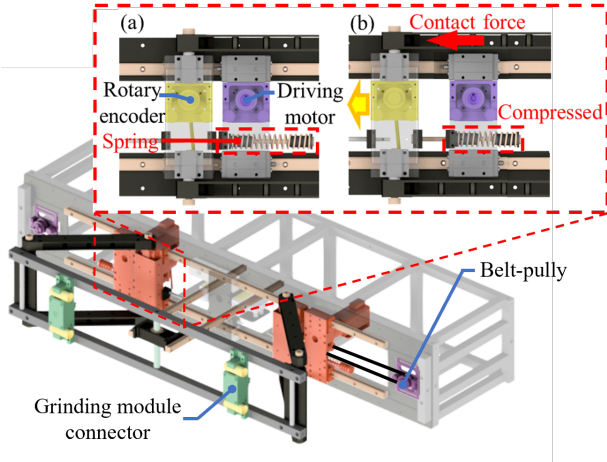 (a)
(b)
Contact force
Rotary
encoder
Driving
motor
Compressed
Spring
Belt-pully
Grinding module
connector